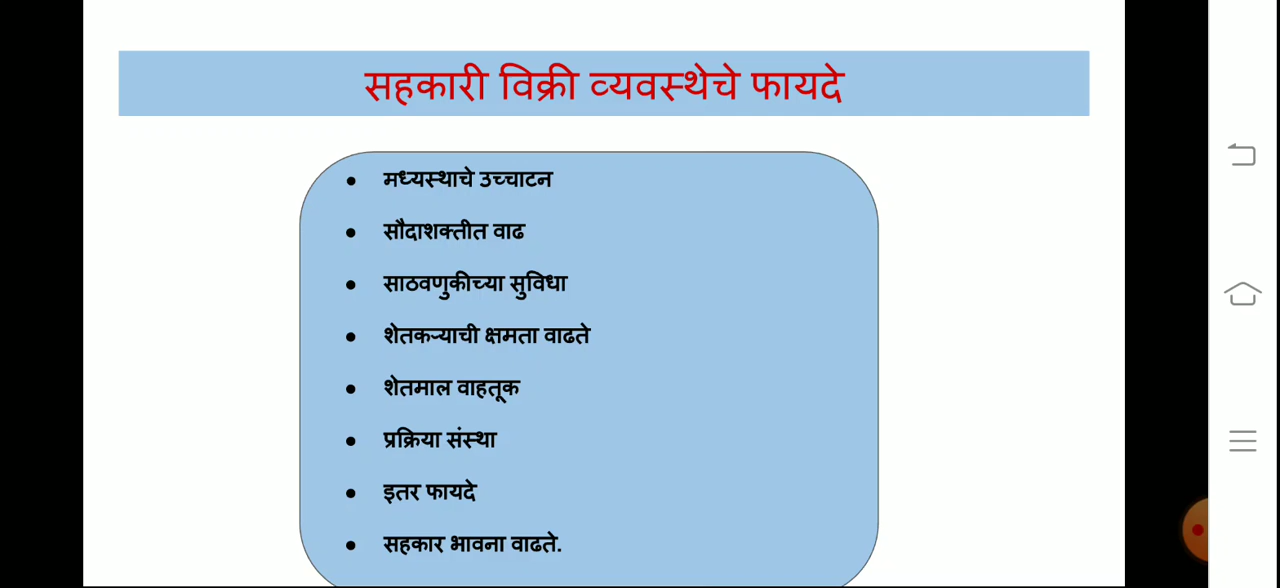 सहकारी विक्री व्यवस्थेचे फायदे
• मध्यस्थाचे उच्चाटन
• सौदाशक्तीत वाढ
• साठवणुकीच्या सुविधा
• शेतकऱ्याची क्षमता वाढते
• शेतमाल वाहतूक
• प्रक्रिया संस्था
• इतर फायदे
• सहकार भावना वाढते.